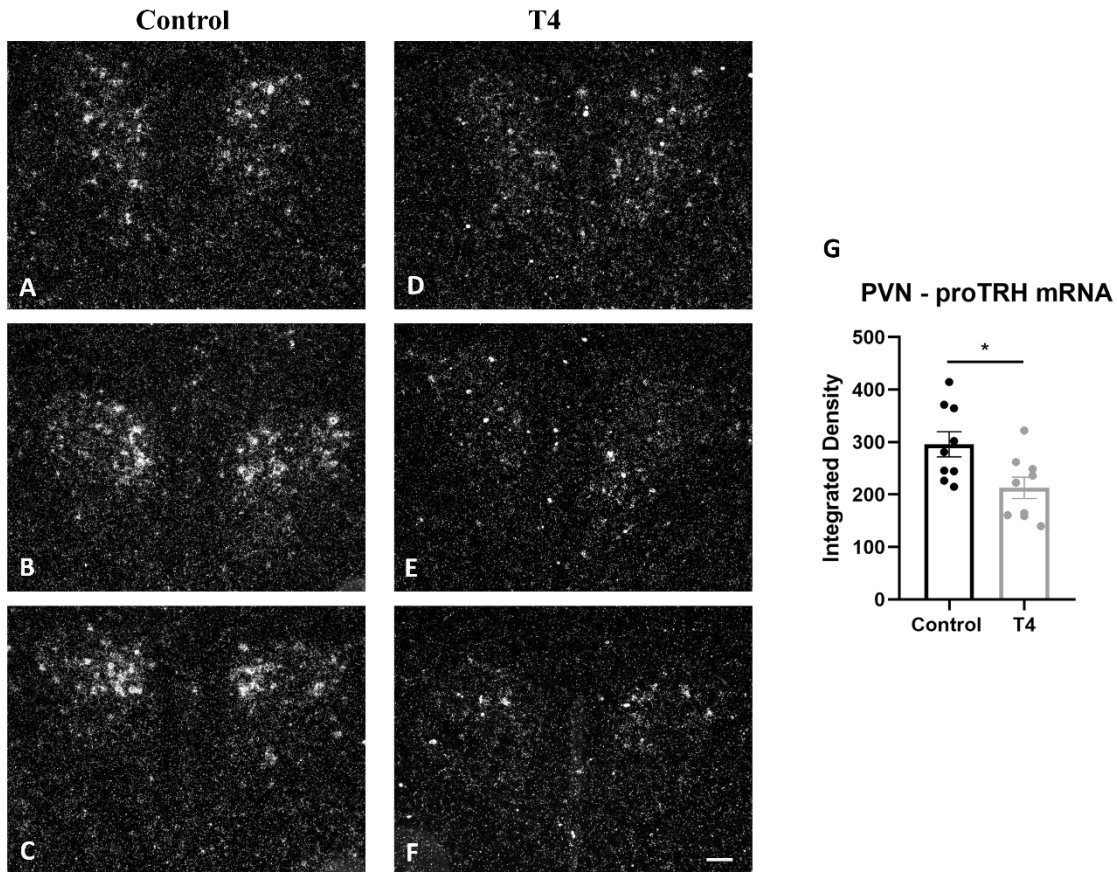 Control
T4
A
D
B
E
C
F
G
PVN - proTRH mRNA
*
500
400
300
200
100
0
Integrated Density
Control
T4